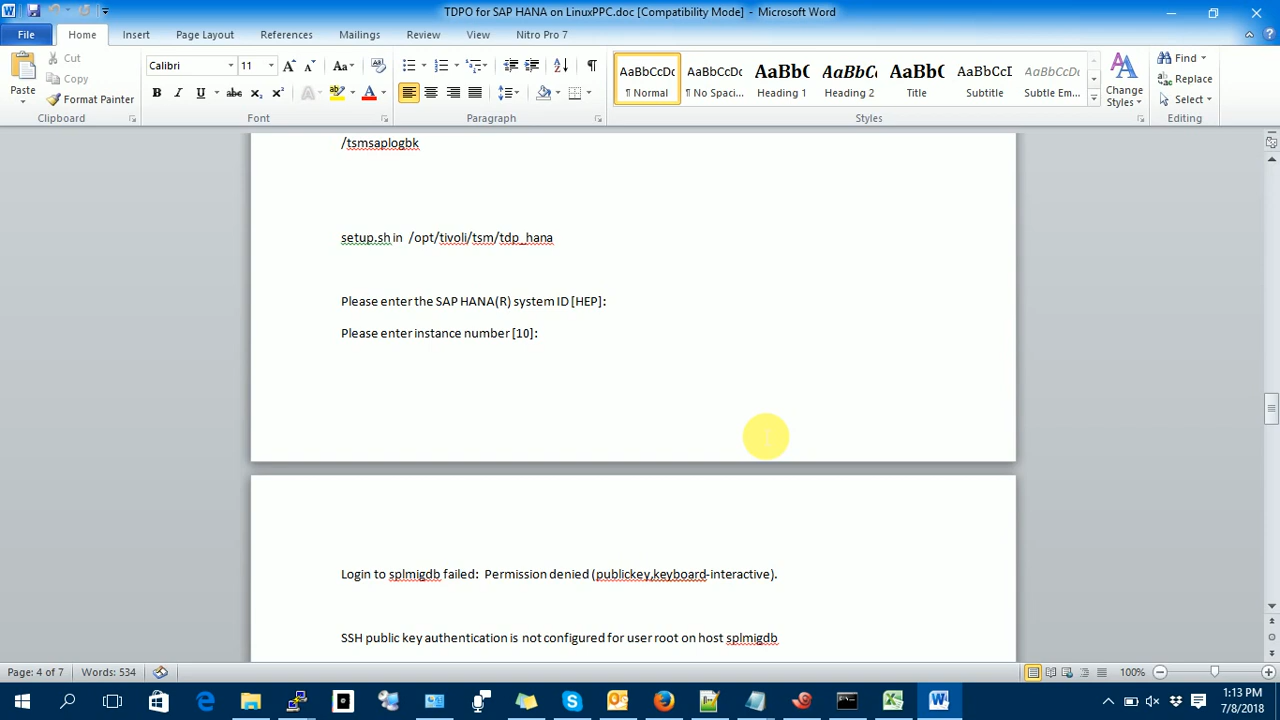 TDPO for SAP HANA on LinuxPPC.doc [Compatibility Mode] - Microsoft Word
File Home Insert Page Layout References Mailings Review View Nitro Pro 7
Paste
Cut
Copy
Format Painter
Clipboard
Calibri 11
Font
Paragraph
AaBbCcDc AaBbCcDc AaBbC AaBbCc AaBbC AaBbCcDc AaBbCcDc
¶ Normal ¶ No Spaci... Heading 1 Heading 2 Title Subtitle Subtle Em...
Styles
Change Styles
Find
Replace
Select
Editing
/tsmsaplogbk
setup.sh in /opt/tivoli/tsm/tdp_hana
Please enter the SAP HANA(R) system ID [HEP]:
Please enter instance number [10]:
Login to splmigdb failed: Permission denied (publickey,keyboard-interactive).
SSH public key authentication is not configured for user root on host splmigdb
Page: 4 of 7 Words: 534 100%
1:13 PM
7/8/2018